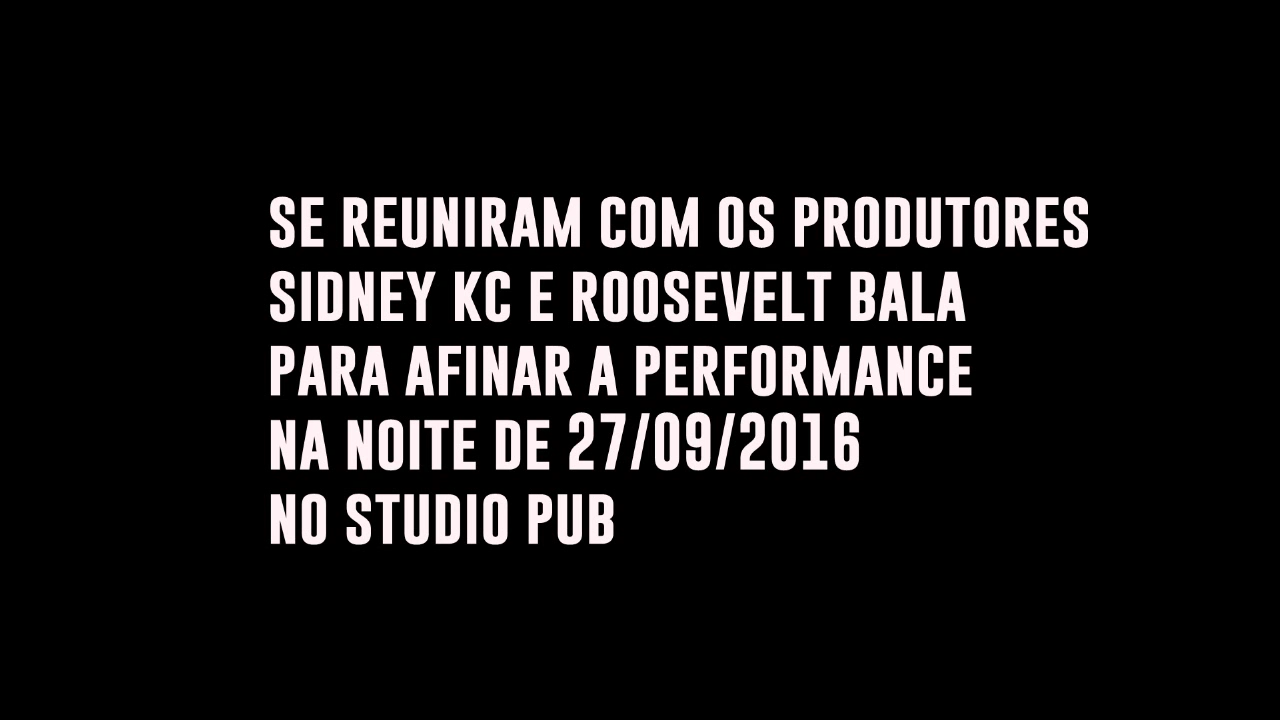 SE REUNIRAM COM OS PRODUTORES
SIDNEY KC E ROOSEVELT BALA
PARA AFINAR A PERFORMANCE
NA NOITE DE 27/09/2016
NO STUDIO PUB